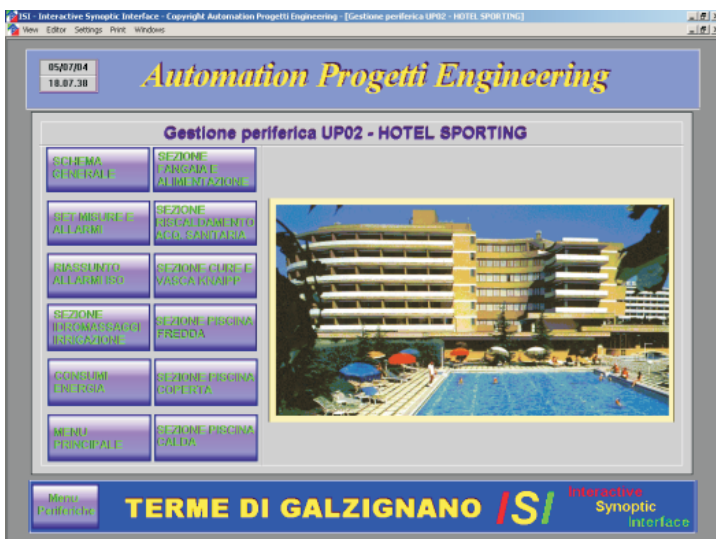 ISI - Interactive Synoptic Interface - Copyright Automation Progetti Engineering - [Gestione periferica UP02 - HOTEL SPORTING]
View Editor Settings Print Windows
05/07/04
18.07.38
Automation Progetti Engineering
Gestione periferica UP02 - HOTEL SPORTING
SCHEMA
GENERALE
SEZIONE
FANGAIA E
ALIMENTAZIONE
SET MISURE E
ALLARMI
SEZIONE
RISCALDAMENTO
ACQ. SANITARIA
RIASSUNTO
ALLARMI ISO
SEZIONE CURE E
VASCA KNAIPP
SEZIONE
IDROMASSAGGI
IRRIGAZIONE
SEZIONE PISCINA
FREDDA
CONSUMI
ENERGIA
SEZIONE PISCINA
COPERTA
MENU
PRINCIPALE
SEZIONE PISCINA
CALDA
Menu
Periferiche
TERME DI GALZIGNANO
ISI
Interactive
Synoptic
Interface